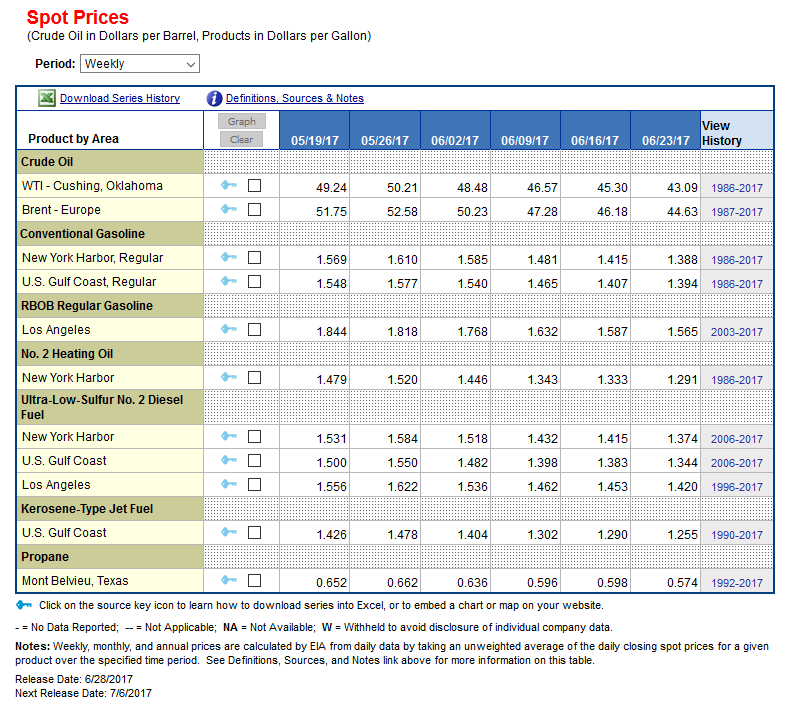 Spot Prices
(Crude Oil in Dollars per Barrel, Products in Dollars per Gallon)
Period: Weekly
Download Series History Definitions, Sources & Notes
Product by Area Graph Clear 05/19/17 05/26/17 06/02/17 06/09/17 06/16/17 06/23/17 View History
Crude Oil
WTI - Cushing, Oklahoma 49.24 50.21 48.48 46.57 45.30 43.09 1986-2017
Brent - Europe 51.75 52.58 50.23 47.28 46.18 44.63 1987-2017
Conventional Gasoline
New York Harbor, Regular 1.569 1.610 1.585 1.481 1.415 1.388 1986-2017
U.S. Gulf Coast, Regular 1.548 1.577 1.540 1.465 1.407 1.394 1986-2017
RBOB Regular Gasoline
Los Angeles 1.844 1.818 1.768 1.632 1.587 1.565 2003-2017
No. 2 Heating Oil
New York Harbor 1.479 1.520 1.446 1.343 1.333 1.291 1986-2017
Ultra-Low-Sulfur No. 2 Diesel
Fuel
New York Harbor 1.531 1.584 1.518 1.432 1.415 1.374 2006-2017
U.S. Gulf Coast 1.500 1.550 1.482 1.398 1.383 1.344 2006-2017
Los Angeles 1.556 1.622 1.536 1.462 1.453 1.420 1996-2017
Kerosene-Type Jet Fuel
U.S. Gulf Coast 1.426 1.478 1.404 1.302 1.290 1.255 1990-2017
Propane
Mont Belvieu, Texas 0.652 0.662 0.636 0.596 0.598 0.574 1992-2017
Click on the source key icon to learn how to download series into Excel, or to embed a chart or map on your website.
- = No Data Reported; -- = Not Applicable; NA = Not Available; W = Withheld to avoid disclosure of individual company data.
Notes: Weekly, monthly, and annual prices are calculated by EIA from daily data by taking an unweighted average of the daily closing spot prices for a given
product over the specified time period. See Definitions, Sources, and Notes link above for more information on this table.
Release Date: 6/28/2017
Next Release Date: 7/6/2017